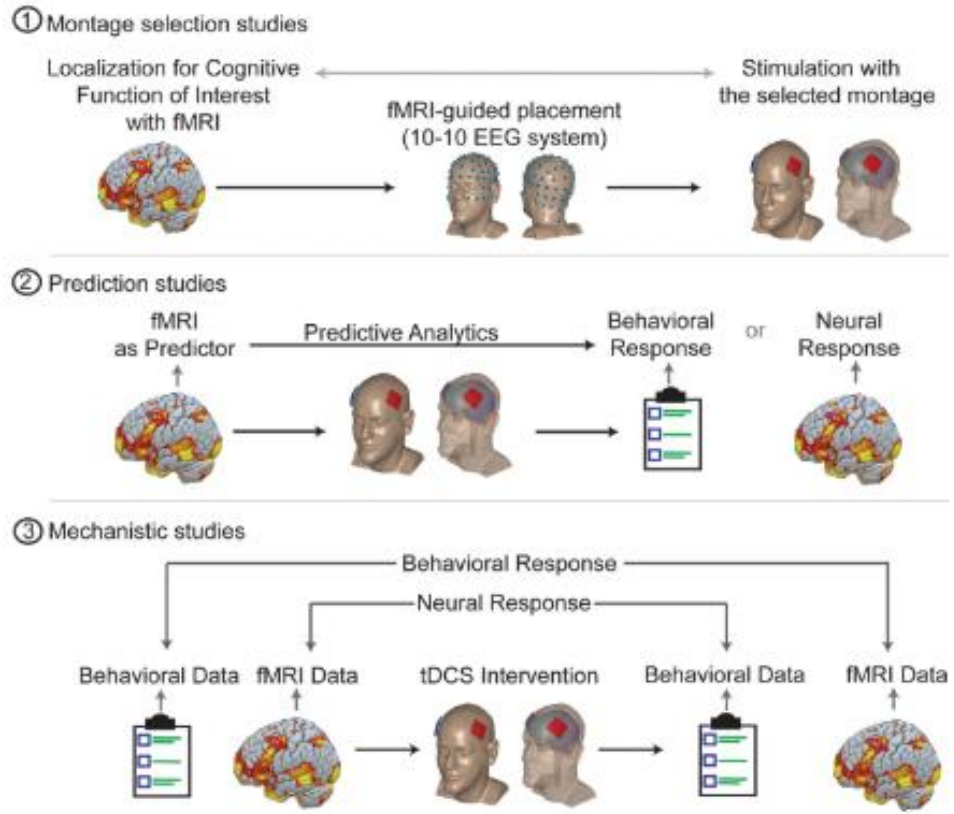 ① Montage selection studies
Localization for Cognitive
Function of Interest
with fMRI
fMRI-guided placement
(10-10 EEG system)
Stimulation with
the selected montage
② Prediction studies
fMRI
as Predictor
Predictive Analytics
Behavioral
Response
or
Neural
Response
③ Mechanistic studies
Behavioral Response
Neural Response
Behavioral Data
fMRI Data
tDCS Intervention
Behavioral Data
fMRI Data